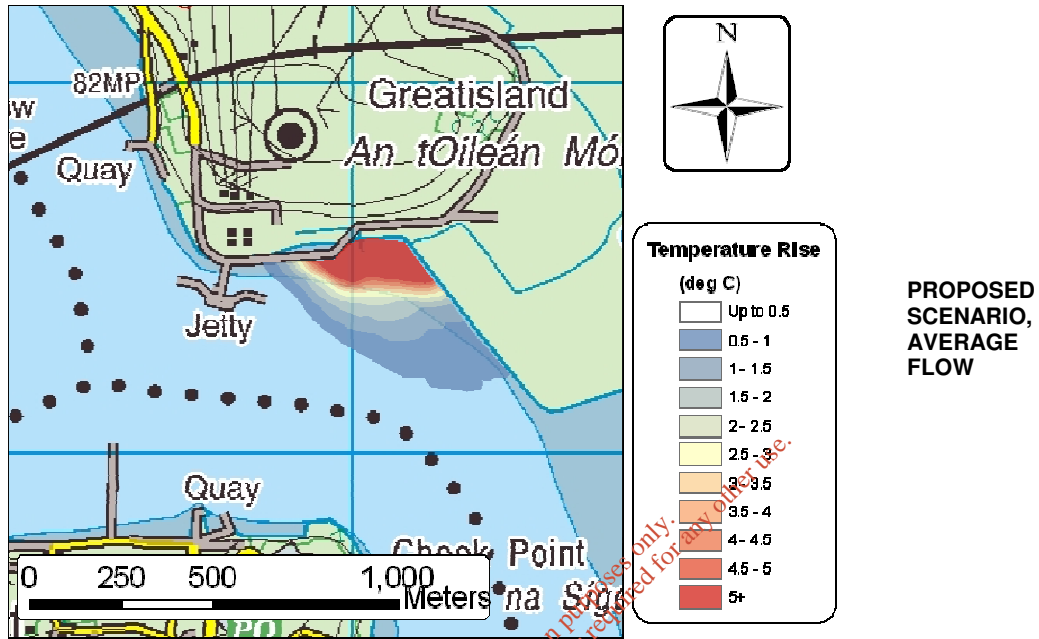 82MP
Greatisland
An tOileán Mó
Quay
Jetty
Quay
Cheek Point
na Sig
PO
0 250 500 1,000
Meters
N
Temperature Rise
(deg C)
Up to 0.5
0.5 - 1
1 - 1.5
1.5 - 2
2 - 2.5
2.5 - 3
3 - 3.5
3.5 - 4
4 - 4.5
4.5 - 5
5+
PROPOSED
SCENARIO,
AVERAGE
FLOW
n purposes only.
required for any other use.